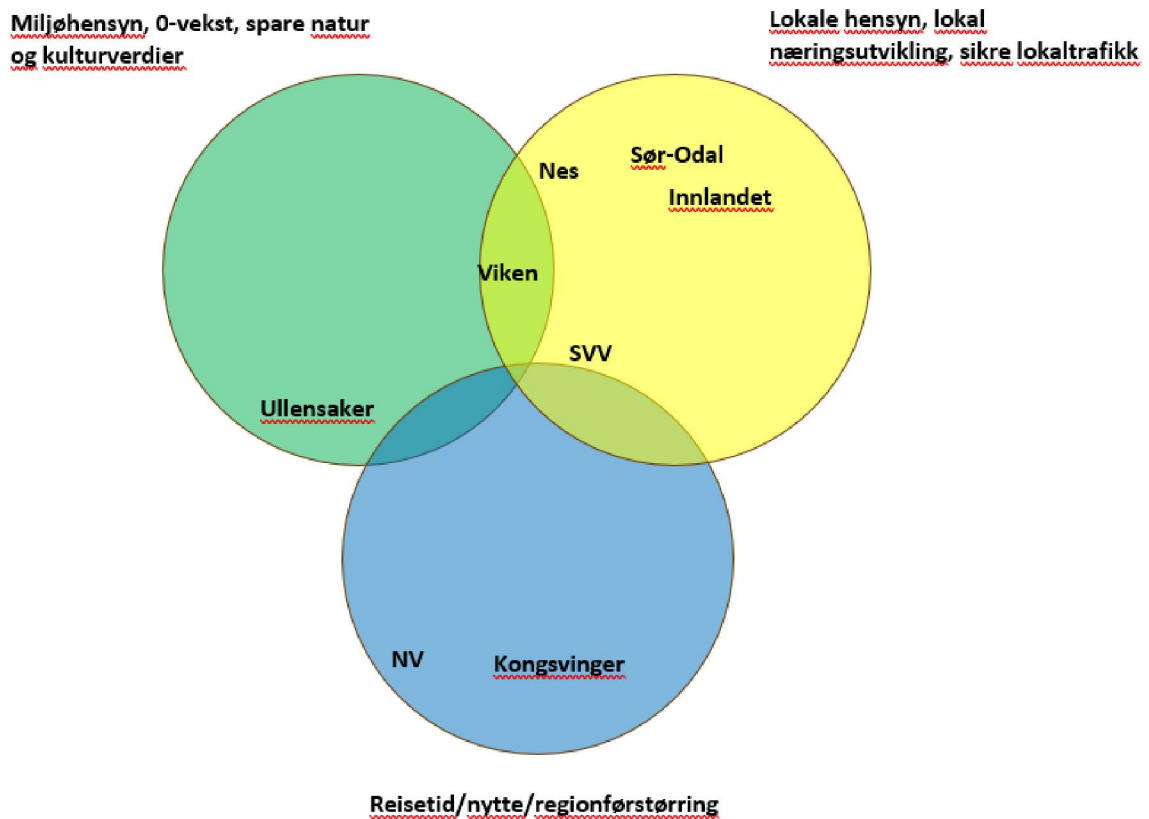 Miljøhensyn, 0-vekst, spare natur
og kulturverdier
Lokale hensyn, lokal
næringsutvikling, sikre lokaltrafikk
Nes
Sør-Odal
Innlandet
Viken
SVV
Ullensaker
NV
Kongsvinger
Reisetid/nytte/regionførstørring